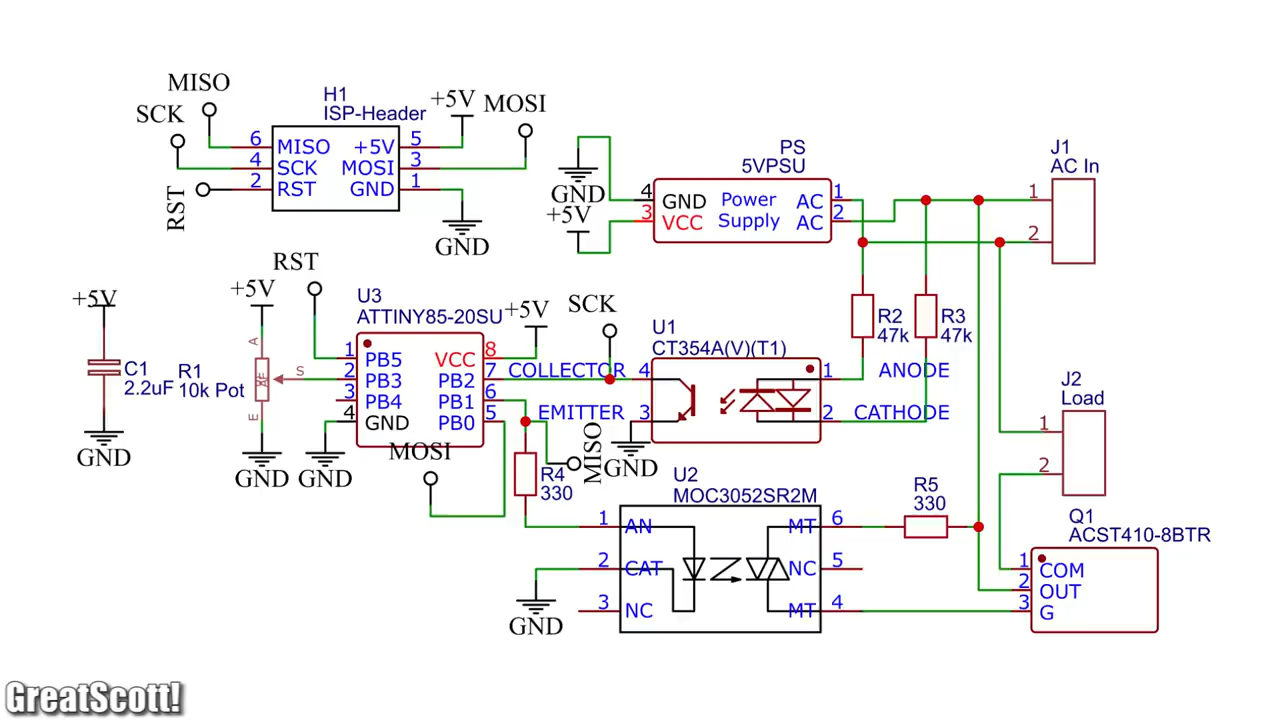 MISO
SCK
H1
ISP-Header
+5V
MOSI
6 MISO +5V 5
4 SCK MOSI 3
2 RST GND 1
RST
GND
PS
5VPSU
GND
+5V
4 GND Power AC 1
3 VCC Supply AC 2
J1
AC In
1
2
+5V
C1
2.2uF
GND
+5V
A
R1
10k Pot
S
E
GND
RST
U3
ATTINY85-20SU
+5V
1 PB5 VCC 8
2 PB3 PB2 7
3 PB4 PB1 6
4 GND PB0 5
GND
MOSI
SCK
COLLECTOR
EMITTER
MISO
GND
U1
CT354A(V)(T1)
4 1
3 2
ANODE
CATHODE
R2
47k
R3
47k
J2
Load
1
2
R4
330
U2
MOC3052SR2M
1 AN MT 6
2 CAT NC 5
3 NC MT 4
GND
R5
330
Q1
ACST410-8BTR
1 COM
2 OUT
3 G
GreatScott!